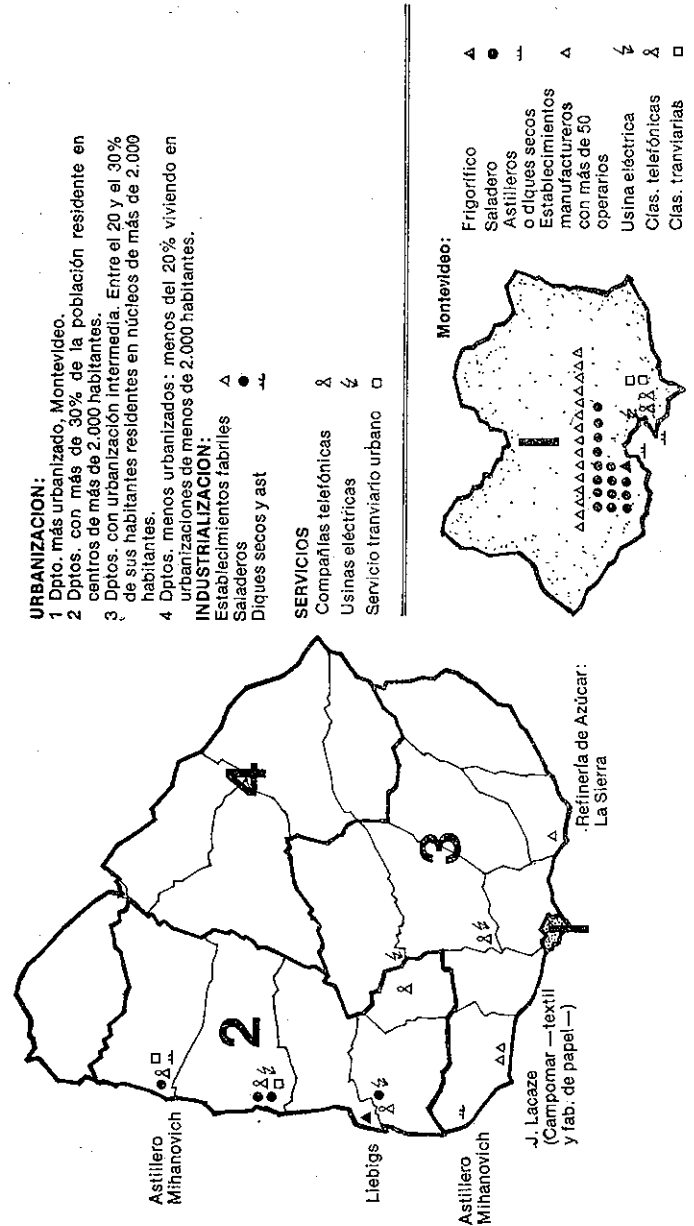 URBANIZACION:
1 Dpto. más urbanizado, Montevideo.
2 Dptos. con más de 30% de la población residente en
centros de más de 2.000 habitantes.
3 Dptos. con urbanización intermedia. Entre el 20 y el 30%
de sus habitantes residentes en núcleos de más de 2.000
habitantes.
4 Dptos. menos urbanizados: menos del 20% viviendo en
urbanizaciones de menos de 2.000 habitantes.
INDUSTRIALIZACION:
Establecimientos fabriles
Saladeros
Diques secos y ast
SERVICIOS
Compañías telefónicas
Usinas eléctricas
Servicio tranviario urbano
Montevideo:
Frigorífico
Saladero
Astilleros
o diques secos
Establecimientos
manufactureros
con más de 50
operarios
Usina eléctrica
Clas. telefónicas
Clas. tranviarias
1
Astillero
Mihanovich
Liebigs
Astillero
Mihanovich
J. Lacaze
(Campomar —textil
y fab. de papel—)
Refinería de Azúcar:
La Sierra
2
4
3
1